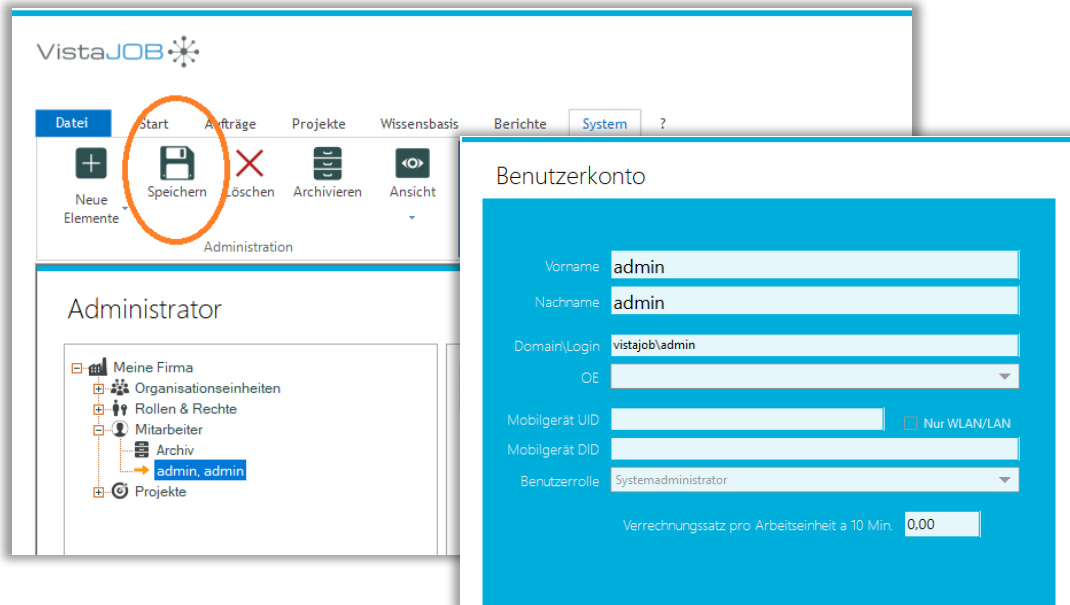 VistaJOB
Datei Start Aufträge Projekte Wissensbasis Berichte System ?
Neue Elemente
Speichern
Löschen
Archivieren
Ansicht
Administration
Administrator
Meine Firma
Organisationseinheiten
Rollen & Rechte
Mitarbeiter
Archiv
admin, admin
Projekte
Benutzerkonto
Vorname admin
Nachname admin
Domain\Login vistajob\admin
OE
Mobilgerät UID Nur WLAN/LAN
Mobilgerät DID
Benutzerrolle Systemadministrator
Verrechnungssatz pro Arbeitseinheit a 10 Min. 0,00